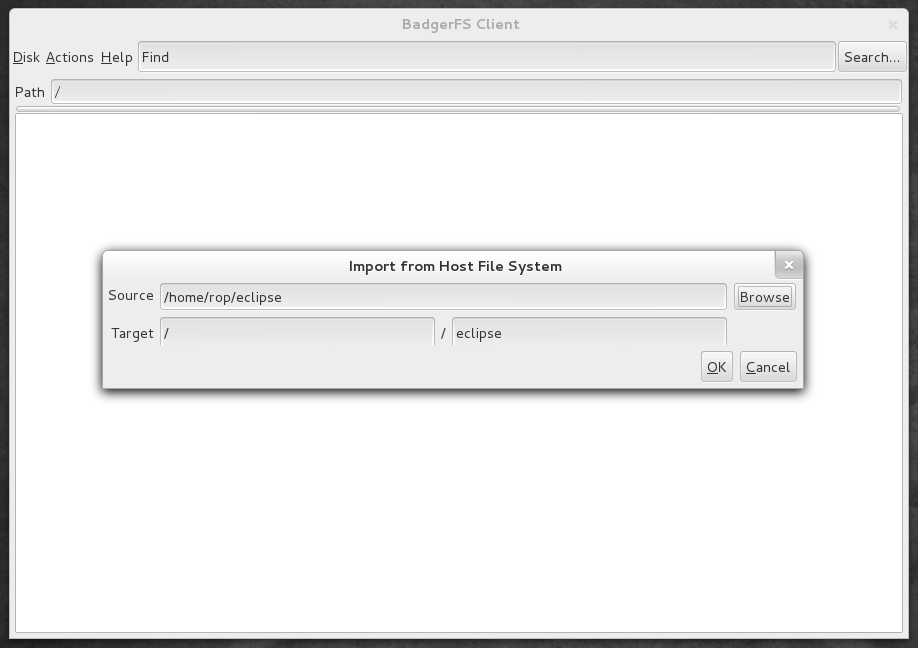 BadgerFS Client
Disk Actions Help Find Search...
Path /
Import from Host File System
Source /home/rop/eclipse Browse
Target / / eclipse
OK Cancel